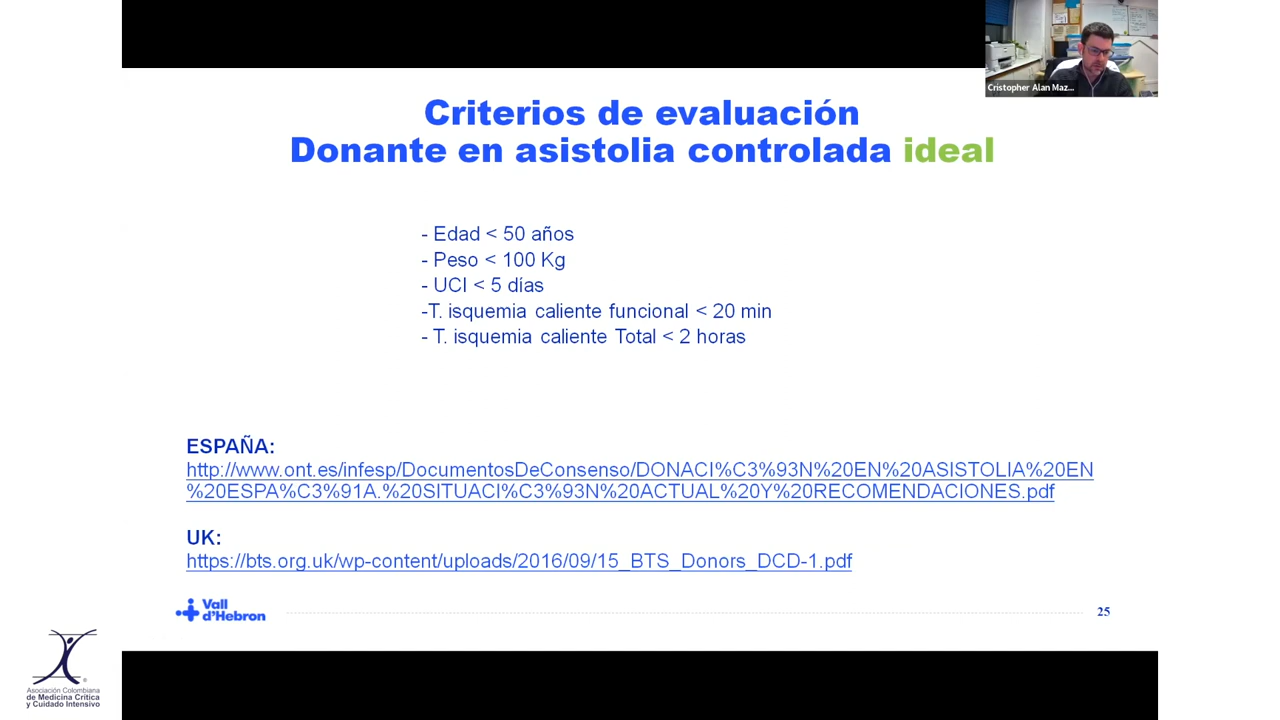 Cristopher Alan Maz...
Criterios de evaluación
Donante en asistolia controlada ideal
- Edad < 50 años
- Peso < 100 Kg
- UCI < 5 días
-T. isquemia caliente funcional < 20 min
- T. isquemia caliente Total < 2 horas
ESPAÑA:
http://www.ont.es/infesp/DocumentosDeConsenso/DONACI%C3%93N%20EN%20ASISTOLIA%20EN
%20ESPA%C3%91A.%20SITUACI%C3%93N%20ACTUAL%20Y%20RECOMENDACIONES.pdf
UK:
https://bts.org.uk/wp-content/uploads/2016/09/15_BTS_Donors_DCD-1.pdf
Vall
d'Hebron
25
Asociación Colombiana
de Medicina Crítica
y Cuidado Intensivo